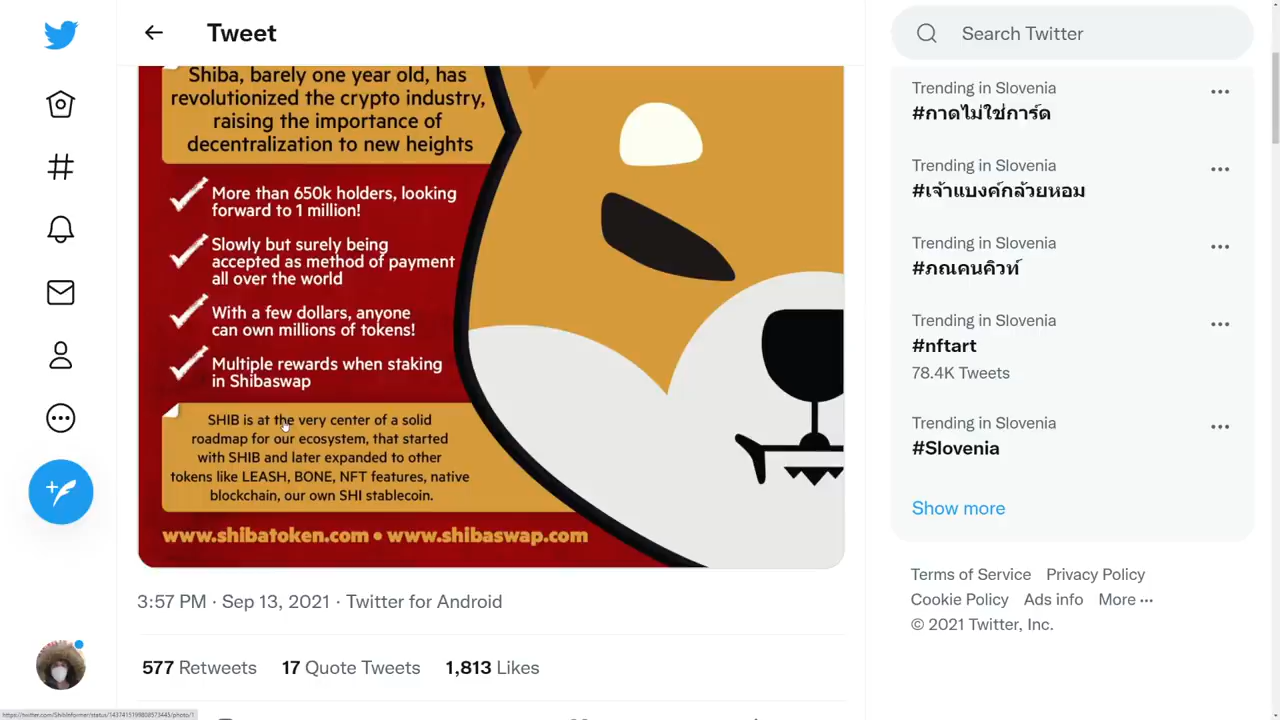 Tweet
Shiba, barely one year old, has
revolutionized the crypto industry,
raising the importance of
decentralization to new heights
More than 650k holders, looking
forward to 1 million!
Slowly but surely being
accepted as method of payment
all over the world
With a few dollars, anyone
can own millions of tokens!
Multiple rewards when staking
in Shibaswap
SHIB is at the very center of a solid
roadmap for our ecosystem, that started
with SHIB and later expanded to other
tokens like LEASH, BONE, NFT features, native
blockchain, our own SHI stablecoin.
www.shibatoken.com • www.shibaswap.com
3:57 PM · Sep 13, 2021 · Twitter for Android
577 Retweets 17 Quote Tweets 1,813 Likes
Search Twitter
Trending in Slovenia
#กาดไม่ใช่การ์ด
Trending in Slovenia
#เจ้าแบงค์กล้วยหอม
Trending in Slovenia
#ภณคนคิวท์
Trending in Slovenia
#nftart
78.4K Tweets
Trending in Slovenia
#Slovenia
Show more
Terms of Service Privacy Policy
Cookie Policy Ads info More ···
© 2021 Twitter, Inc.